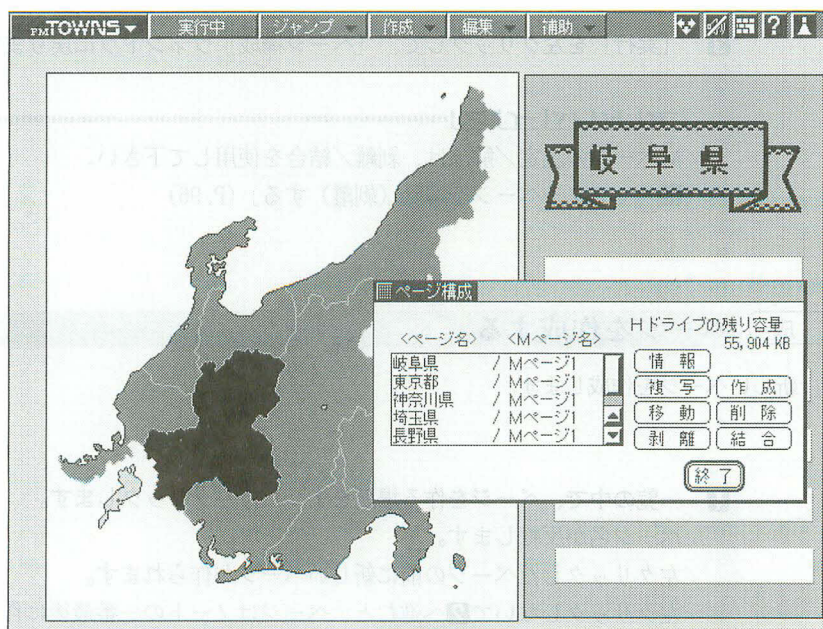 FMTOWNS 実行中 ジャンプ 作成 編集 補助 ?
岐阜県
ページ構成
Hドライブの残り容量
55,904 KB
<ページ名> <Mページ名>
岐阜県 / Mページ1
東京都 / Mページ1
神奈川県 / Mページ1
埼玉県 / Mページ1
長野県 / Mページ1
情報
複写 作成
移動 削除
剥離 結合
終了